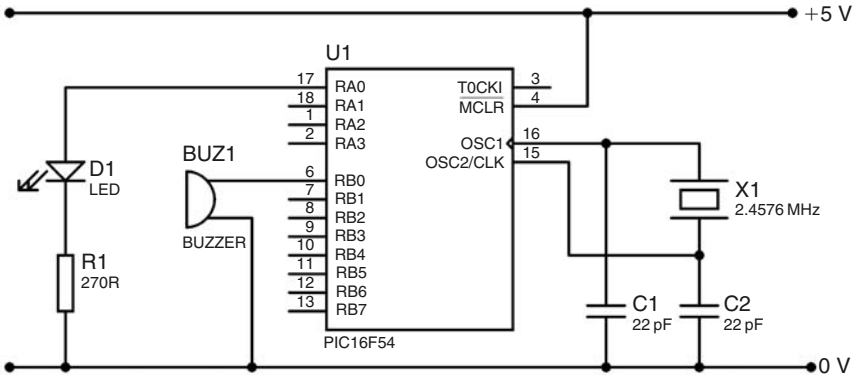 +5 V
U1
17 RA0
18 RA1
1 RA2
2 RA3
6 RB0
7 RB1
8 RB2
9 RB3
10 RB4
11 RB5
12 RB6
13 RB7
T0CKI 3
MCLR 4
OSC1 16
OSC2/CLK 15
PIC16F54
D1
LED
BUZ1
BUZZER
R1
270R
X1
2.4576 MHz
C1
22 pF
C2
22 pF
0 V